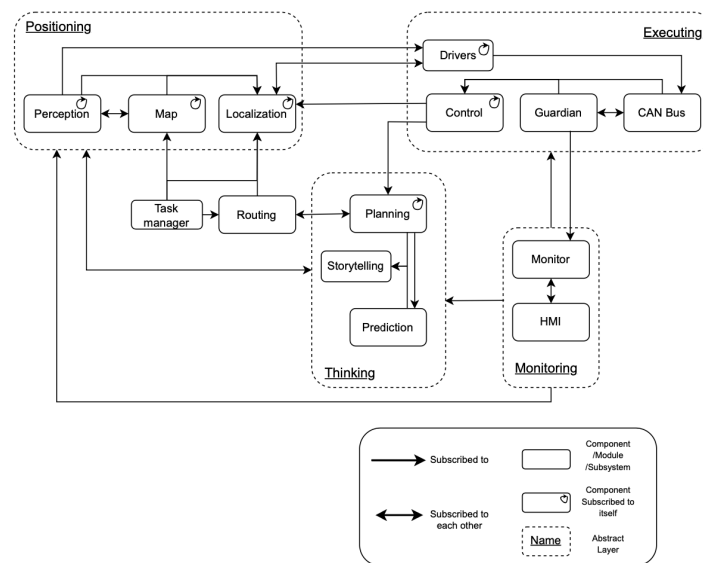 Positioning
Executing
Drivers
Perception
Map
Localization
Control
Guardian
CAN Bus
Task
manager
Routing
Planning
Storytelling
Prediction
Thinking
Monitor
HMI
Monitoring
Subscribed to
Component
/Module
/Subsystem
Subscribed to
each other
Component
Subscribed to
itself
Name
Abstract
Layer